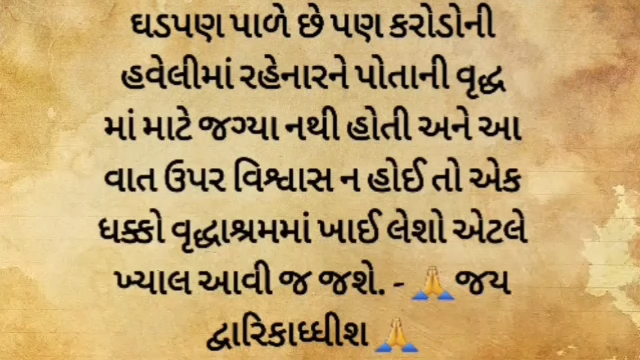 ઘડપણ પાળે છે પણ કરોડોની
હવેલીમાં રહેનારને પોતાની વૃદ્ધ
માં માટે જગ્યા નથી હોતી અને આ
વાત ઉપર વિશ્વાસ ન હોઈ તો એક
ધક્કો વૃદ્ધાશ્રમમાં ખાઈ લેશો એટલે
ખ્યાલ આવી જ જશે. - 🙏 જય
દ્વારિકાધ્ધીશ 🙏